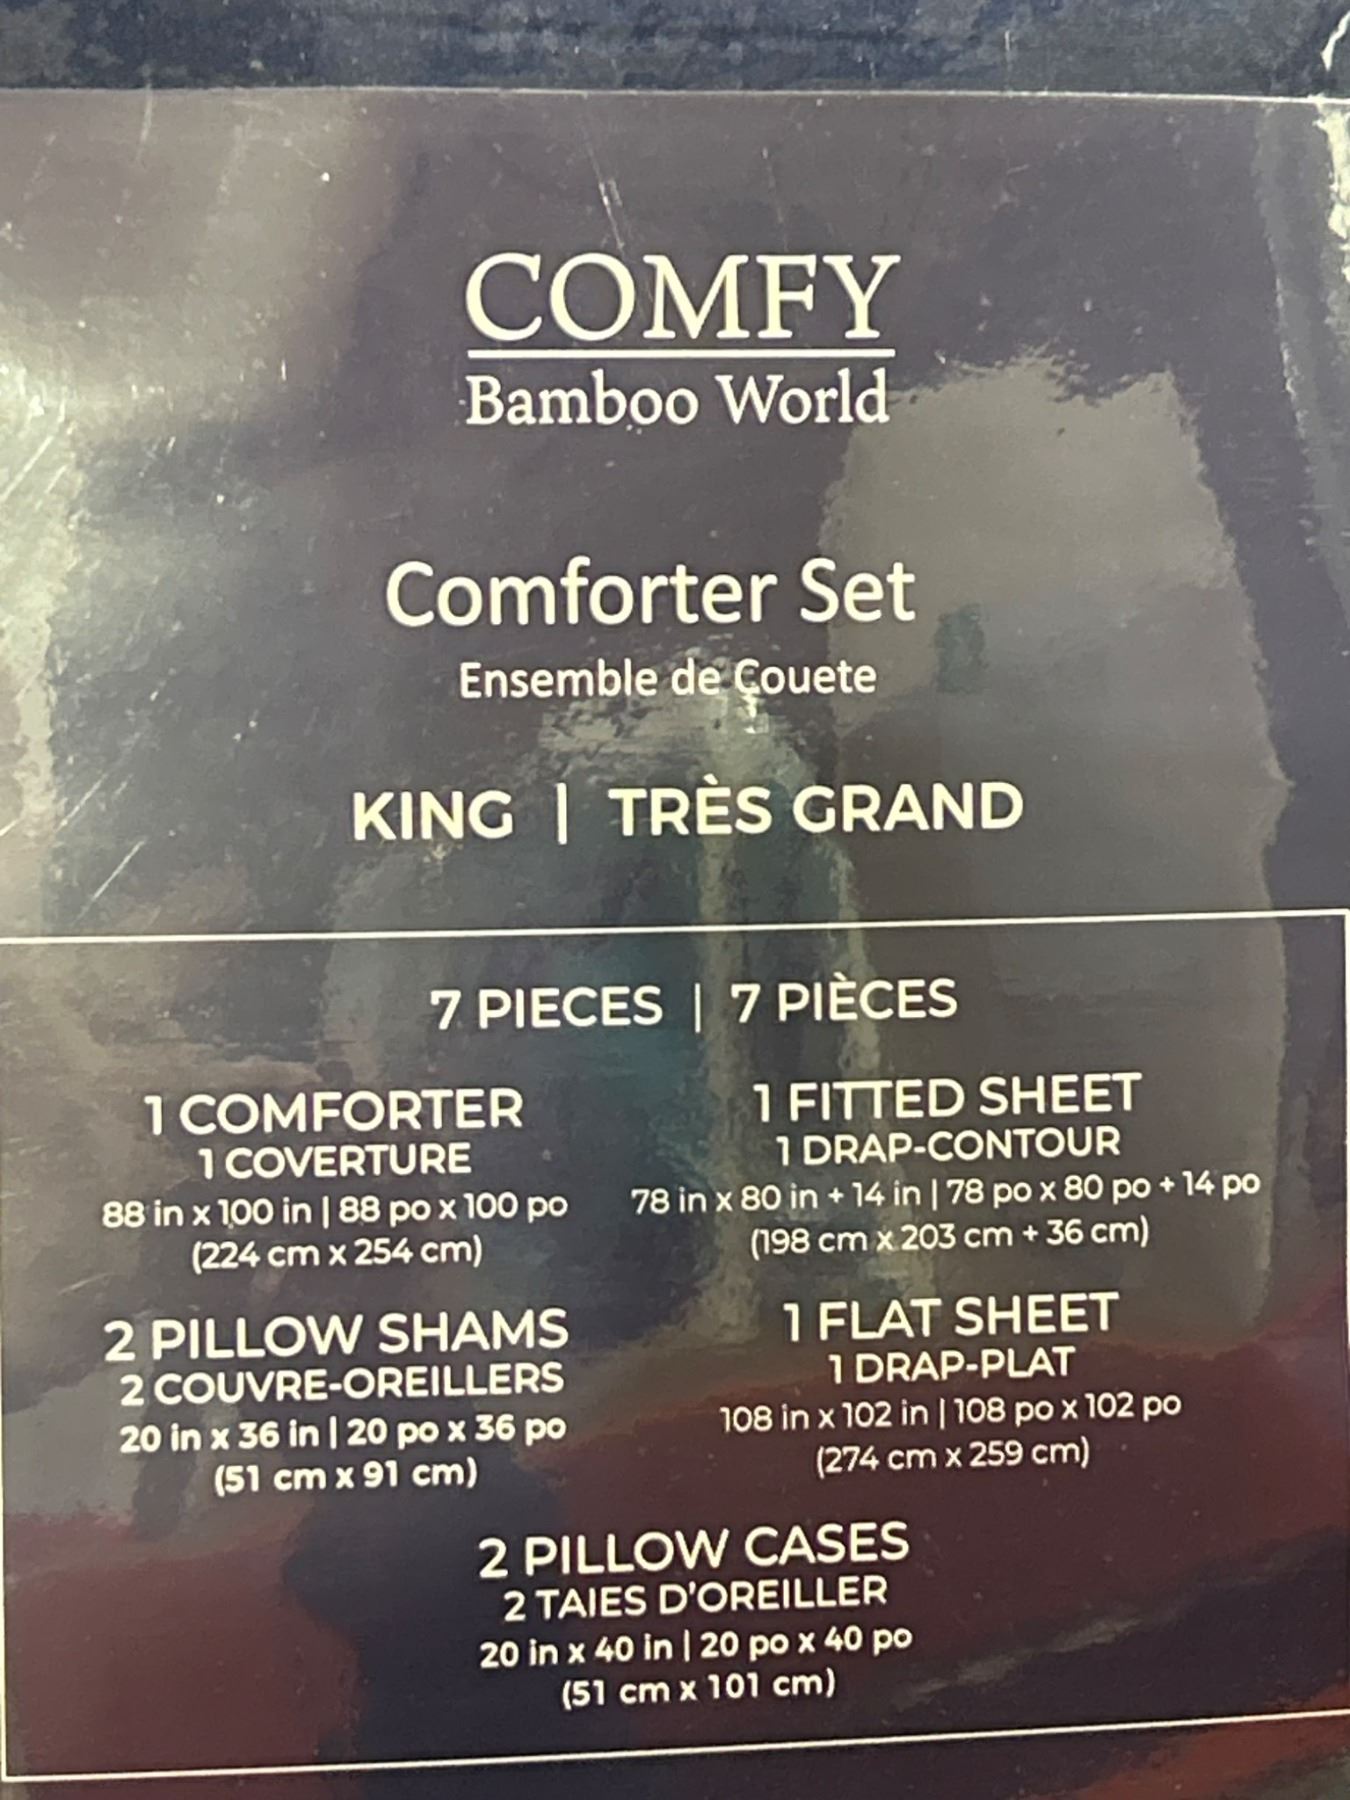 COMFY
Bamboo World
Comforter Set
Ensemble de Couete
KING | TRÈS GRAND
7 PIECES | 7 PIÈCES
1 COMFORTER
1 COVERTURE
88 in x 100 in | 88 po x 100 po
(224 cm x 254 cm)
2 PILLOW SHAMS
2 COUVRE-OREILLERS
20 in x 36 in | 20 po x 36 po
(51 cm x 91 cm)
1 FITTED SHEET
1 DRAP-CONTOUR
78 in x 80 in + 14 in | 78 po x 80 po + 14 po
(198 cm x 203 cm + 36 cm)
1 FLAT SHEET
1 DRAP-PLAT
108 in x 102 in | 108 po x 102 po
(274 cm x 259 cm)
2 PILLOW CASES
2 TAIES D'OREILLER
20 in x 40 in | 20 po x 40 po
(51 cm x 101 cm)